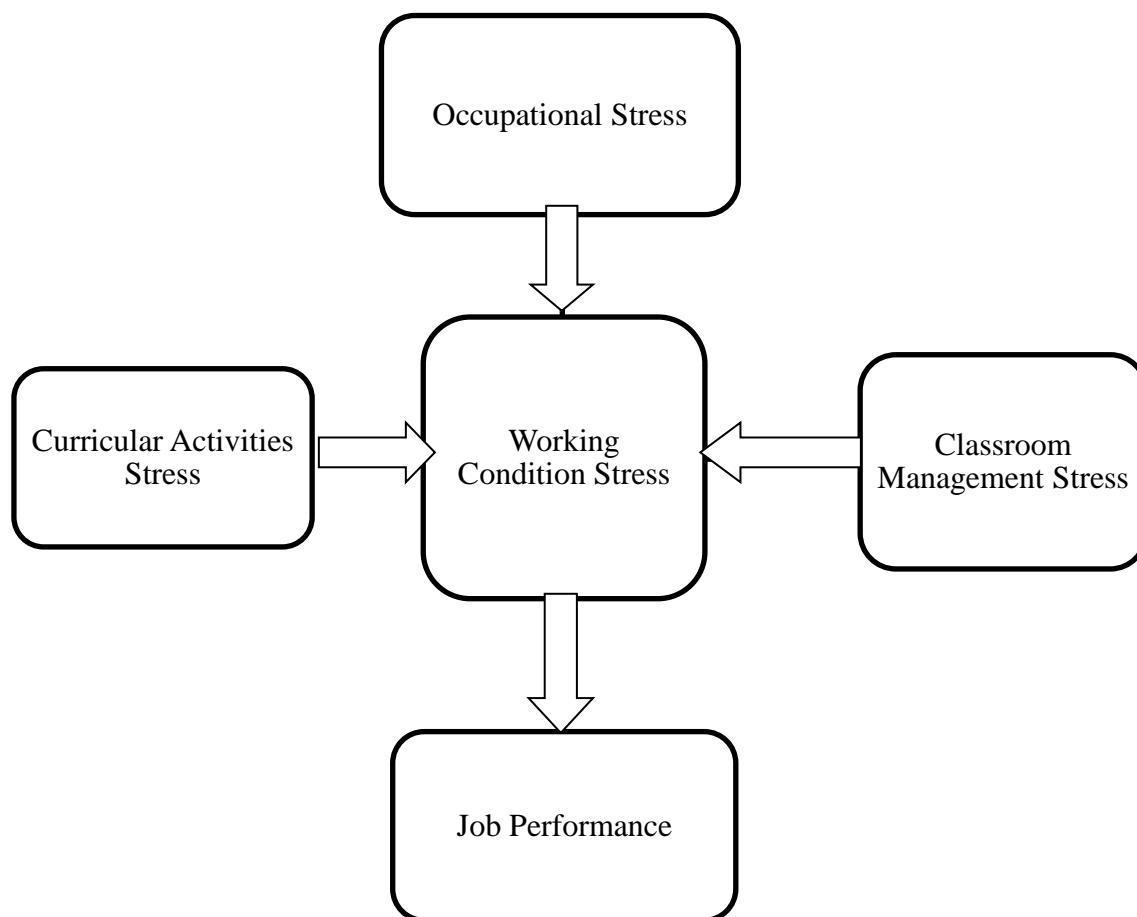 Occupational Stress
Curricular Activities
Stress
Working
Condition Stress
Classroom
Management Stress
Job Performance